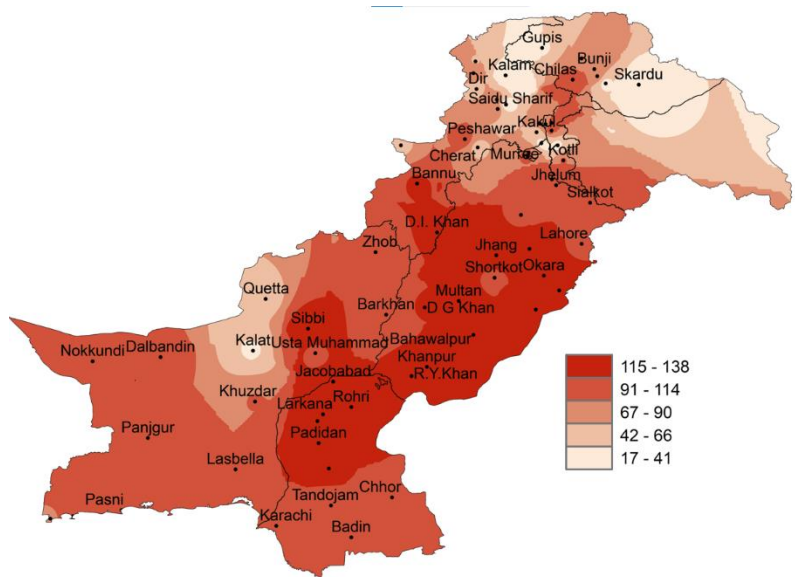 Gupis
Kalam
Chilas
Bunji
Dir
Skardu
Saidu Sharif
Peshawar
Kakul
Cherat
Murree
Kotli
Bannu
Jhelum
Sialkot
D.I. Khan
Zhob
Jhang
Lahore
Shortkot
Okara
Quetta
Multan
Barkhan
D G Khan
Sibbi
Kalat
Usta Muhammad
Bahawalpur
Nokkundi
Dalbandin
Khanpur
Jacobabad
R.Y.Khan
Khuzdar
Larkana
Rohri
Panjgur
Padidan
Lasbella
Pasni
Tandojam
Chhor
Karachi
Badin
115 - 138
91 - 114
67 - 90
42 - 66
17 - 41